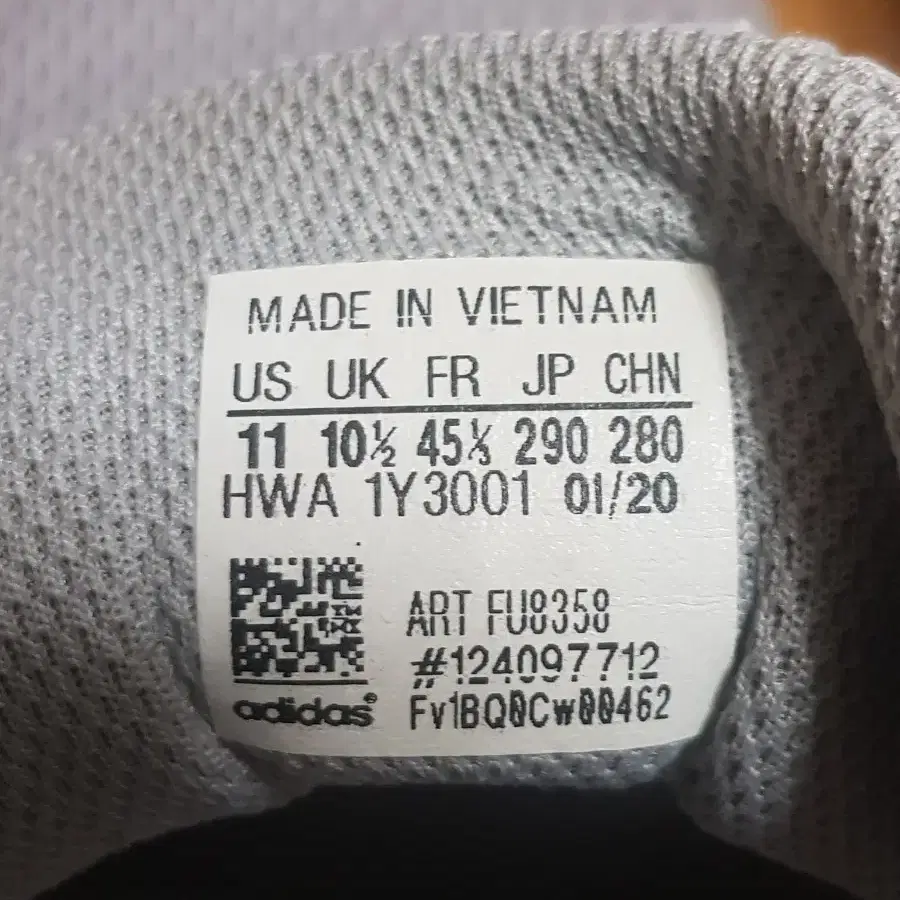 MADE IN VIETNAM
US UK FR JP CHN
11 10½ 45⅓ 290 280
HWA 1Y3001 01/20
ART FU8358
#124097712
Fv1BQ0Cw00462
adidas®